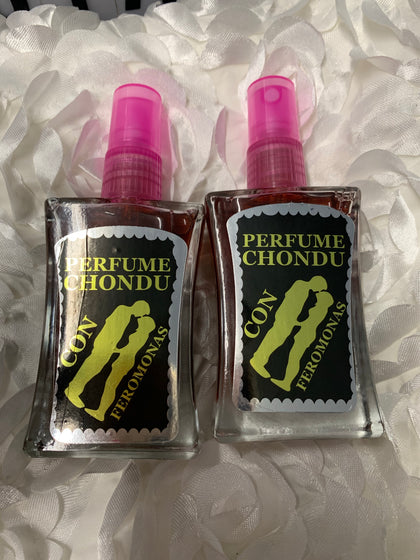 PERFUME
CHONDU
CON
FEROMONAS
PERFUME
CHONDU
CON
FEROMONAS